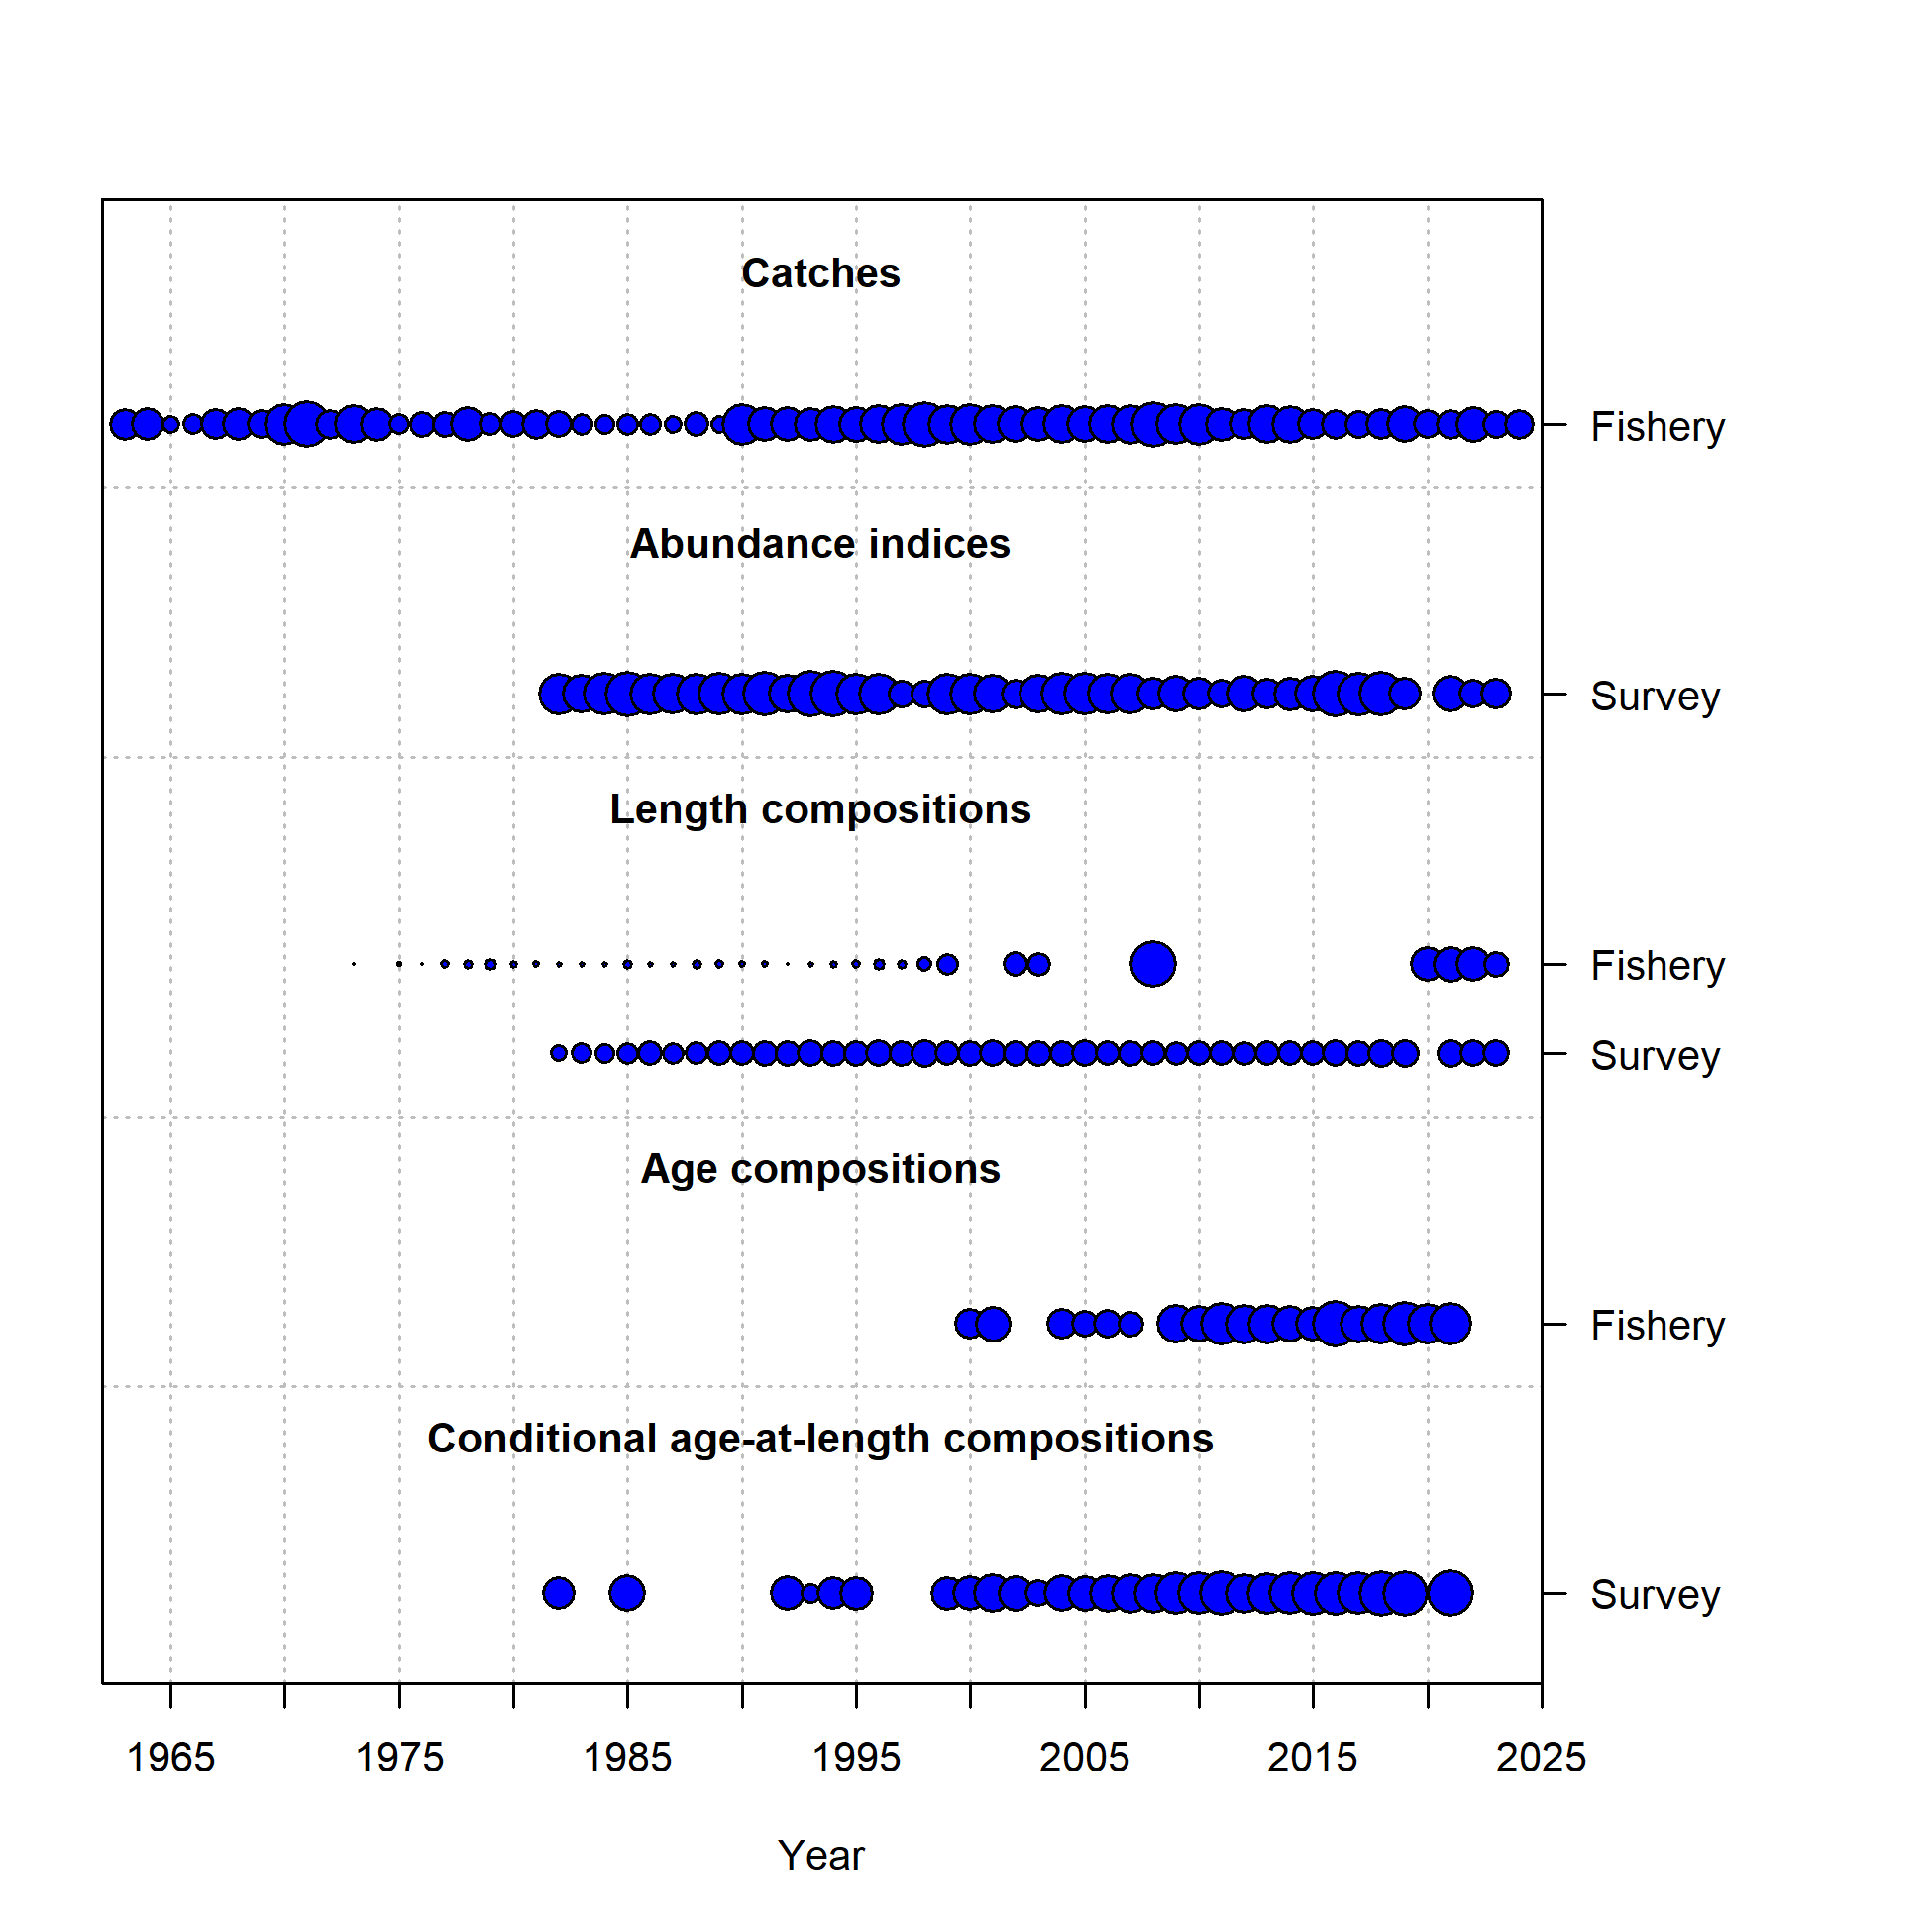 Catches
Fishery
Abundance indices
Survey
Length compositions
Fishery
Survey
Age compositions
Fishery
Conditional age-at-length compositions
Survey
1965 1975 1985 1995 2005 2015 2025
Year